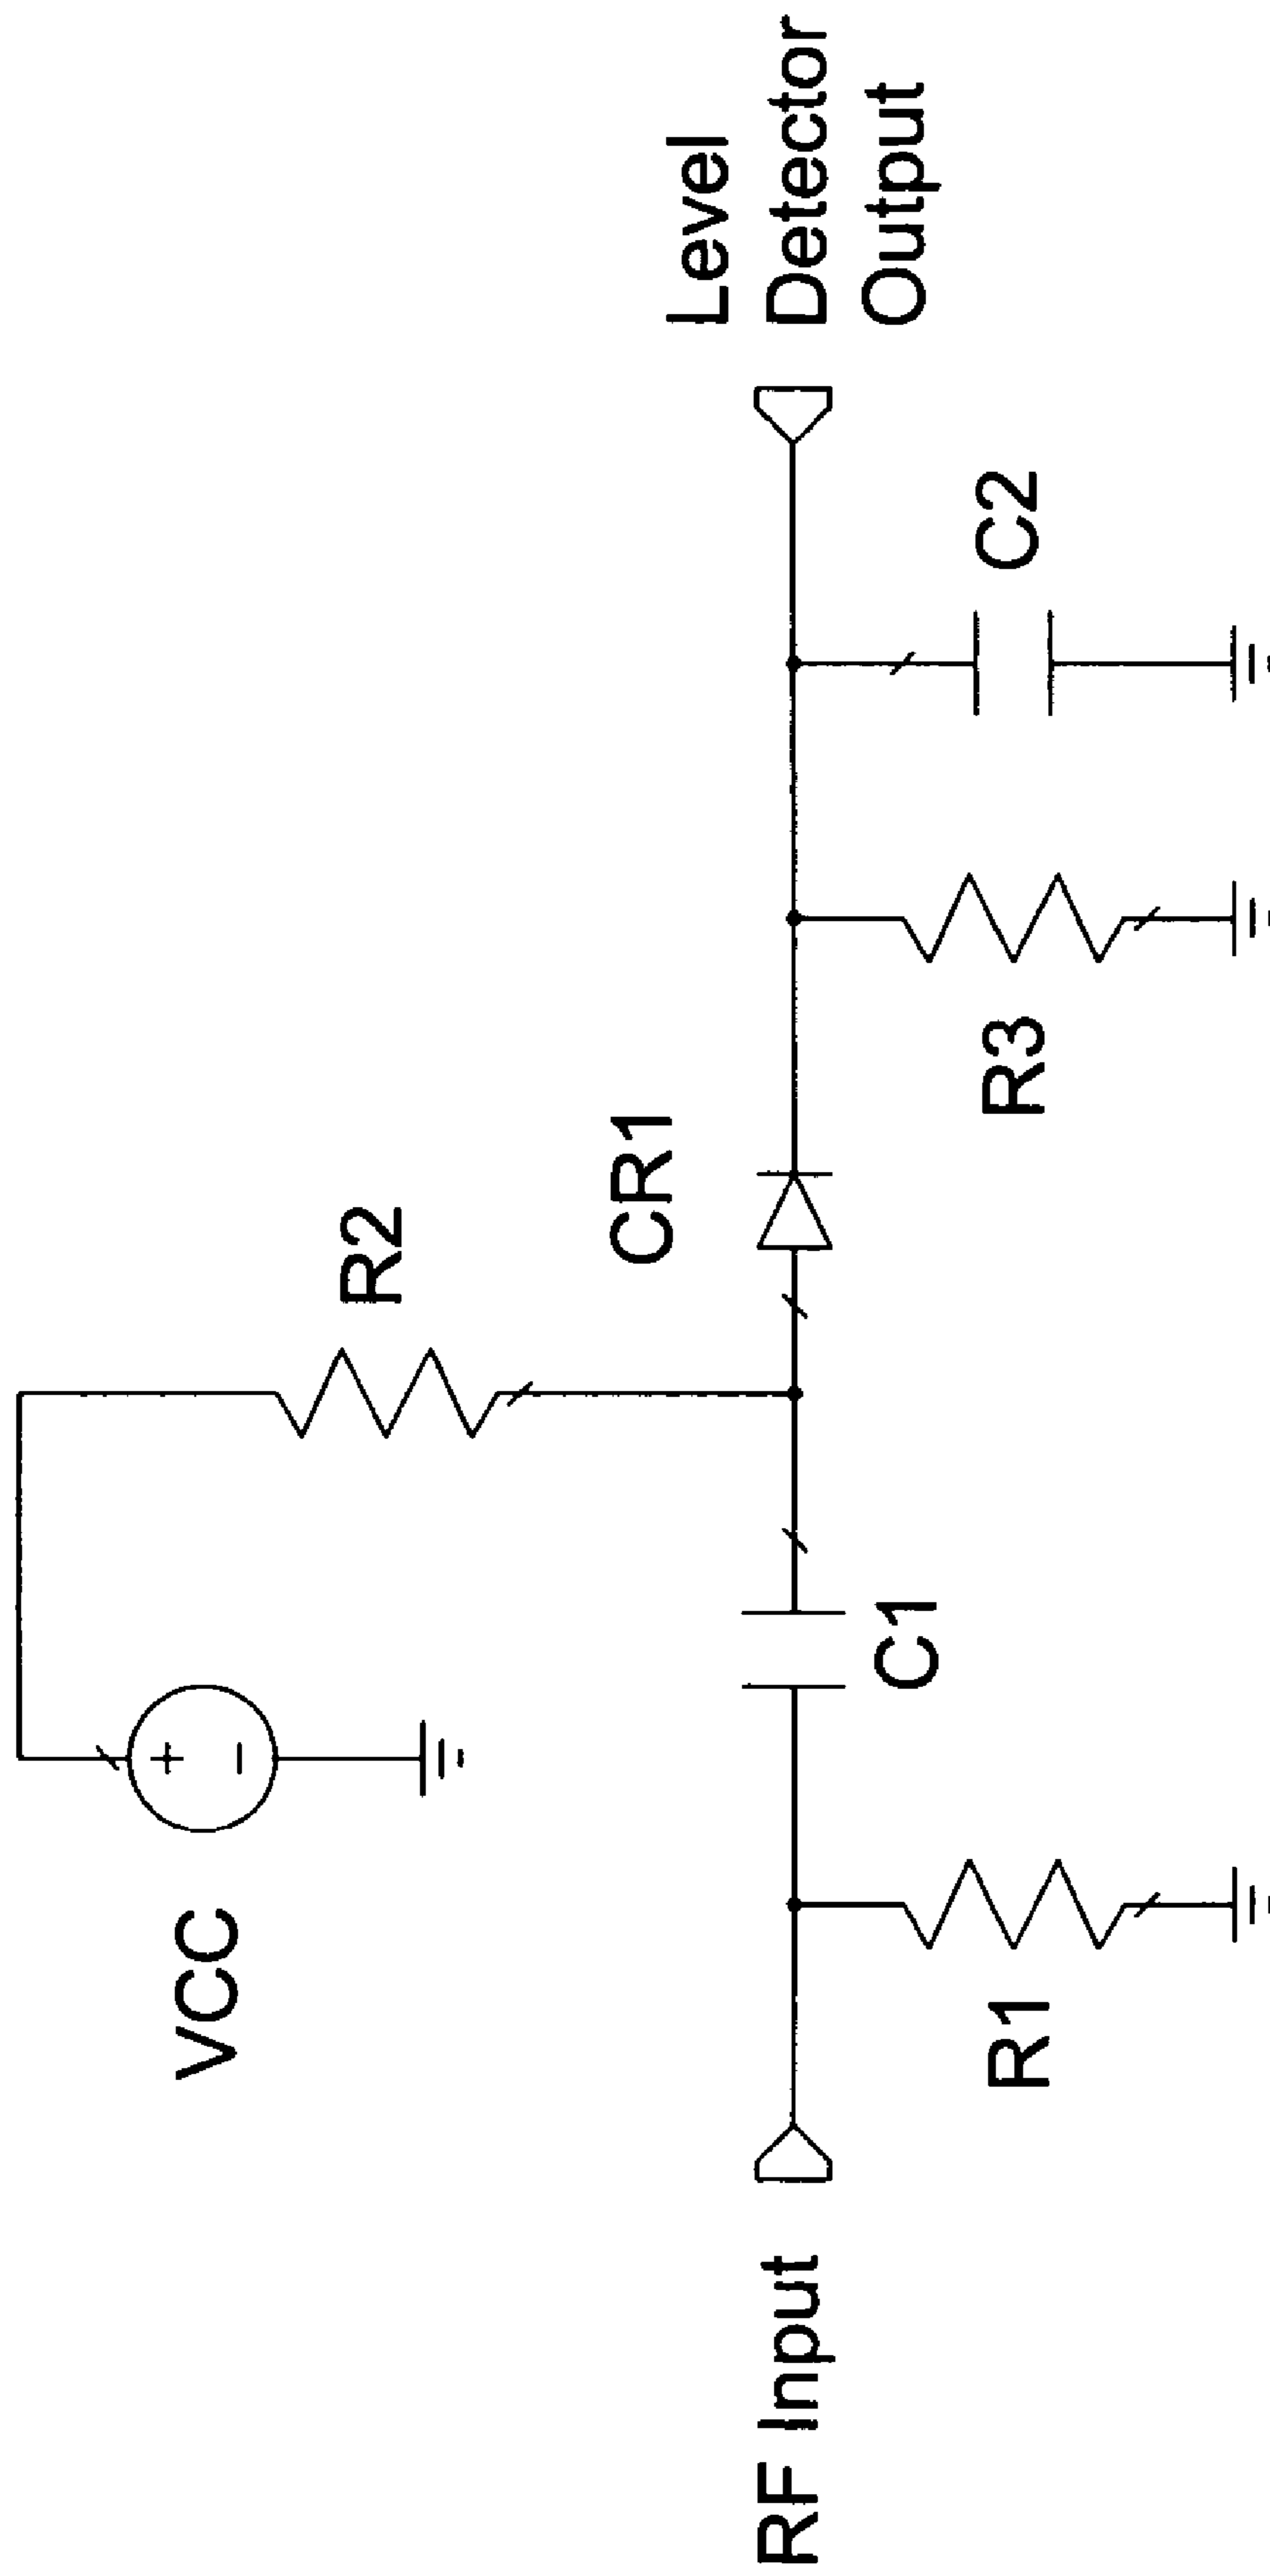 VCC
+
−
R2
CR1
Level
Detector
Output
RF Input
C1
R1
R3
C2